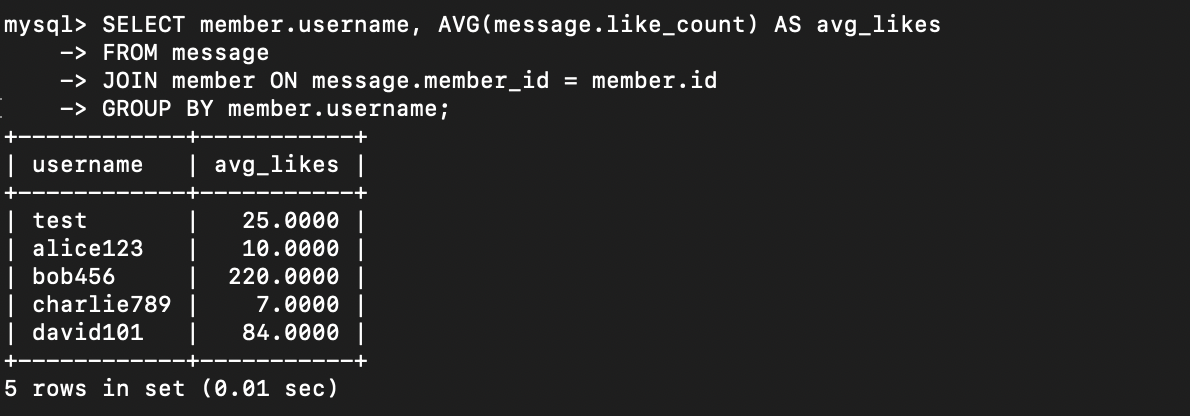 mysql> SELECT member.username, AVG(message.like_count) AS avg_likes
    -> FROM message
    -> JOIN member ON message.member_id = member.id
    -> GROUP BY member.username;
+------------+-----------+
| username   | avg_likes |
+------------+-----------+
| test       |   25.0000 |
| alice123   |   10.0000 |
| bob456     |  220.0000 |
| charlie789 |    7.0000 |
| david101   |   84.0000 |
+------------+-----------+
5 rows in set (0.01 sec)